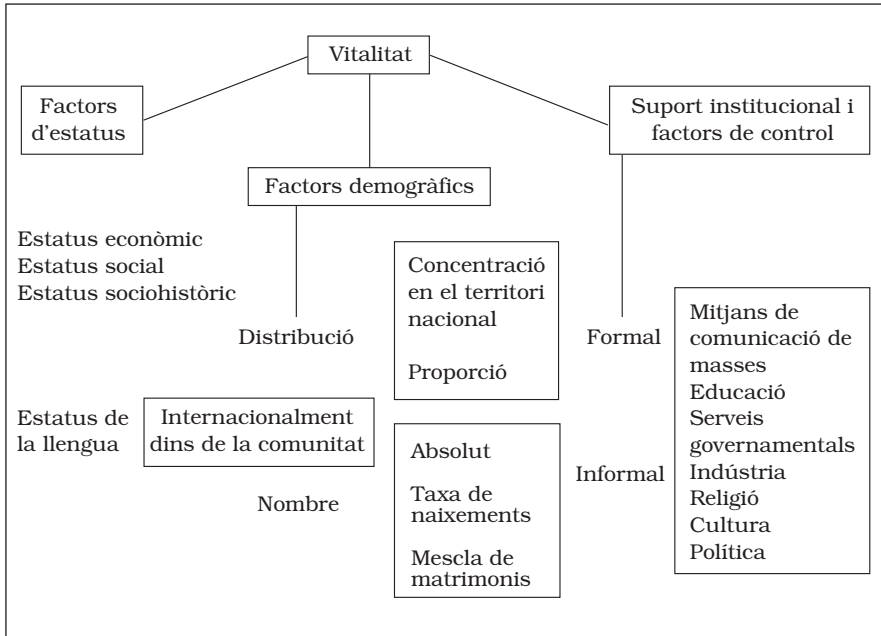 Vitalitat
Factors
d'estatus
Suport institucional i
factors de control
Factors demogràfics
Estatus econòmic
Estatus social
Estatus sociohistòric
Distribució
Concentració
en el territori
nacional
Proporció
Formal
Mitjans de
comunicació de
masses
Educació
Serveis
governamentals
Indústria
Religió
Cultura
Política
Estatus de
la llengua
Internacionalment
dins de la comunitat
Nombre
Absolut
Taxa de
naixements
Mescla de
matrimonis
Informal